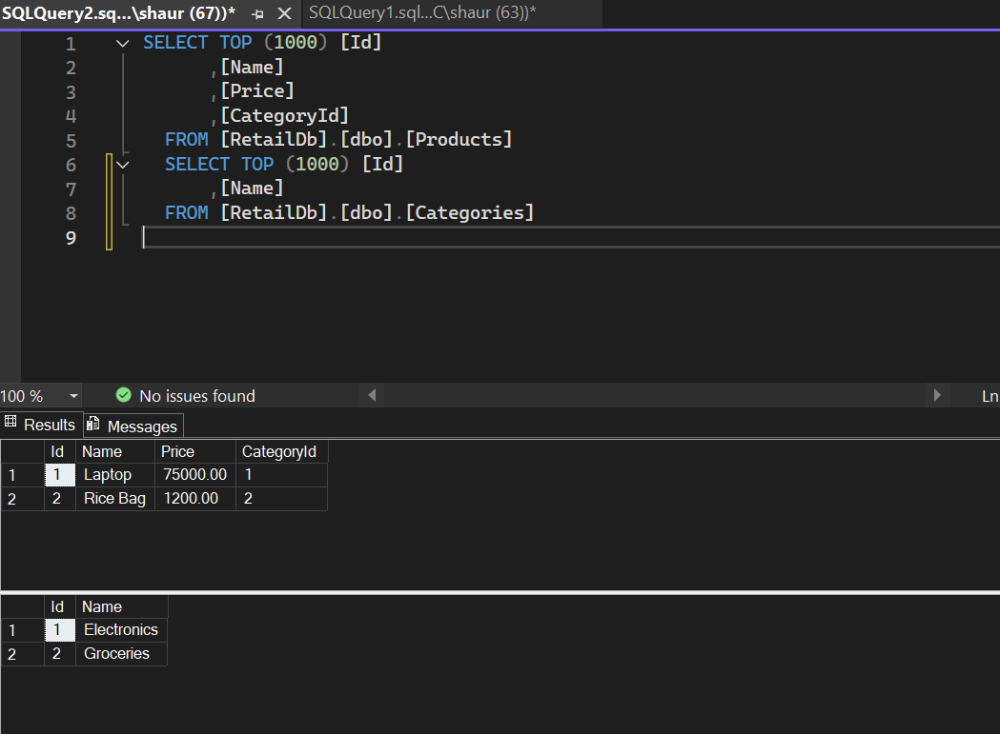 SQLQuery2.sq...\shaur (67))* SQLQuery1.sql...C\shaur (63))*
1 SELECT TOP (1000) [Id]
2 ,[Name]
3 ,[Price]
4 ,[CategoryId]
5 FROM [RetailDb].[dbo].[Products]
6 SELECT TOP (1000) [Id]
7 ,[Name]
8 FROM [RetailDb].[dbo].[Categories]
9
100 % No issues found Ln
Results Messages
Id Name Price CategoryId
1 1 Laptop 75000.00 1
2 2 Rice Bag 1200.00 2
Id Name
1 1 Electronics
2 2 Groceries